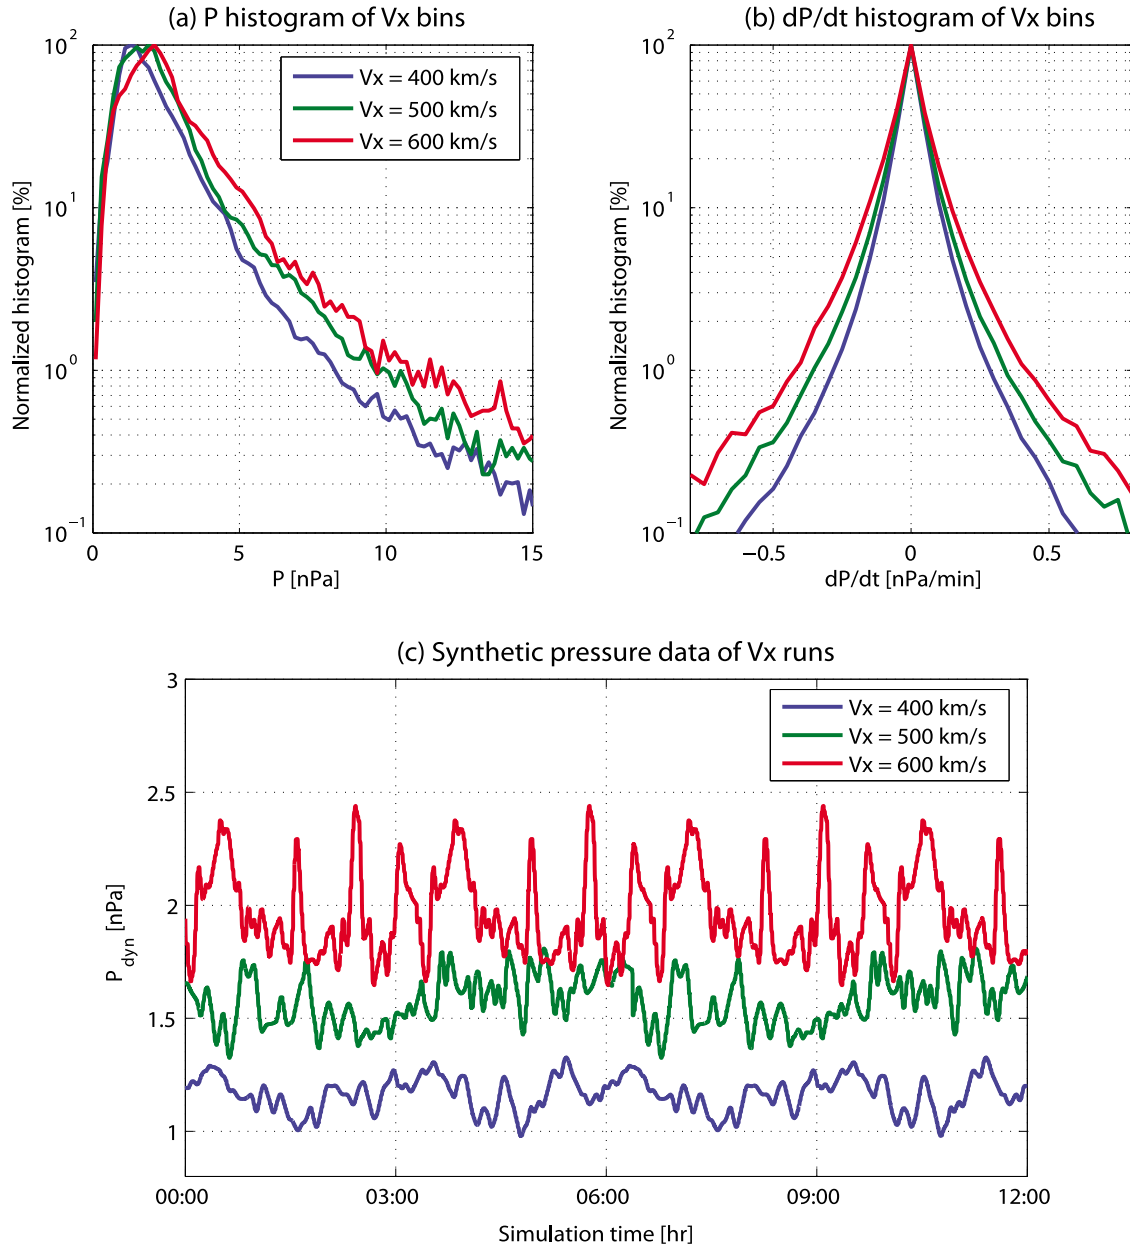 (a) P histogram of Vx bins
Normalized histogram [%]
10^2
10^1
10^0
10^−1
Vx = 400 km/s
Vx = 500 km/s
Vx = 600 km/s
0 5 10 15
P [nPa]
(b) dP/dt histogram of Vx bins
Normalized histogram [%]
10^2
10^1
10^0
10^−1
−0.5 0 0.5
dP/dt [nPa/min]
(c) Synthetic pressure data of Vx runs
P_dyn [nPa]
3
2.5
2
1.5
1
Vx = 400 km/s
Vx = 500 km/s
Vx = 600 km/s
00:00 03:00 06:00 09:00 12:00
Simulation time [hr]